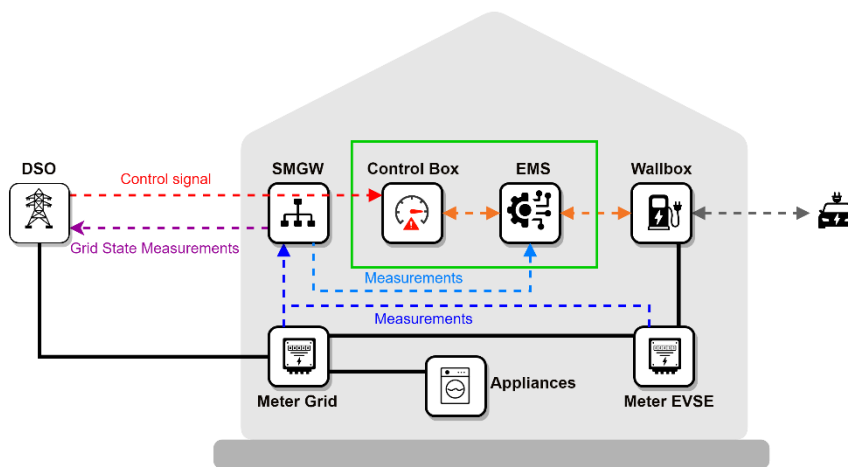 DSO
SMGW
Control Box
EMS
Wallbox
Control signal
Grid State Measurements
Measurements
Measurements
Appliances
Meter Grid
Meter EVSE